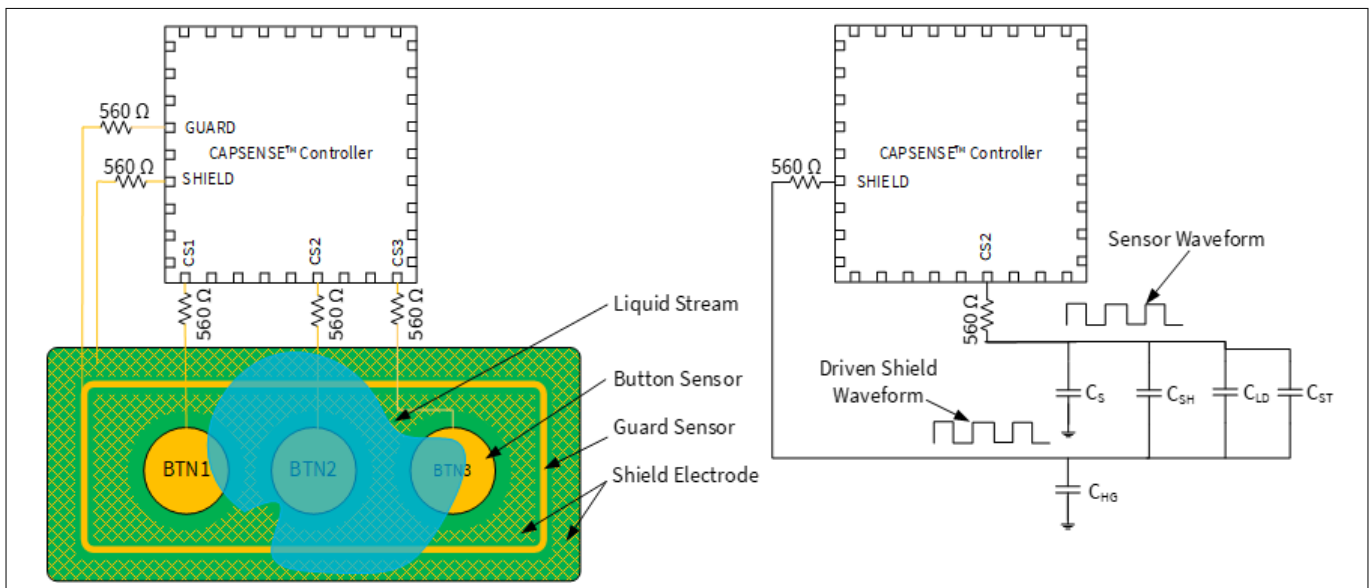 560 Ω
GUARD
CAPSENSE™ Controller
560 Ω
SHIELD
CS1
CS2
CS3
560 Ω
560 Ω
560 Ω
Liquid Stream
Button Sensor
Guard Sensor
Shield Electrode
BTN1
BTN2
BTN3
CAPSENSE™ Controller
560 Ω
SHIELD
CS2
560 Ω
Sensor Waveform
Driven Shield
Waveform
CS
CSH
CLD
CST
CHG